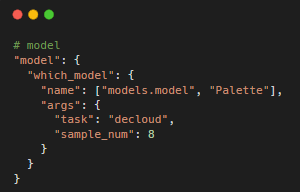 # model
"model": {
  "which_model": {
    "name": ["models.model", "Palette"],
    "args": {
      "task": "decloud",
      "sample_num": 8
    }
  }
}